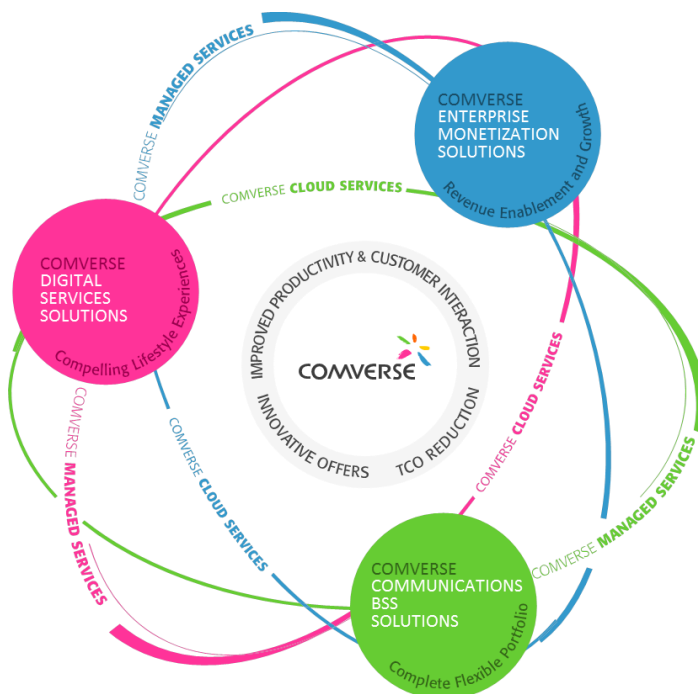 COMVERSE MANAGED SERVICES
COMVERSE
ENTERPRISE
MONETIZATION
SOLUTIONS
Revenue Enablement and Growth
COMVERSE CLOUD SERVICES
COMVERSE
DIGITAL
SERVICES
SOLUTIONS
Compelling Lifestyle Experiences
IMPROVED PRODUCTIVITY & CUSTOMER INTERACTION
COMVERSE
INNOVATIVE OFFERS
TCO REDUCTION
COMVERSE CLOUD SERVICES
COMVERSE MANAGED SERVICES
COMVERSE CLOUD SERVICES
COMVERSE MANAGED SERVICES
COMVERSE
COMMUNICATIONS
BSS
SOLUTIONS
Complete Flexible Portfolio